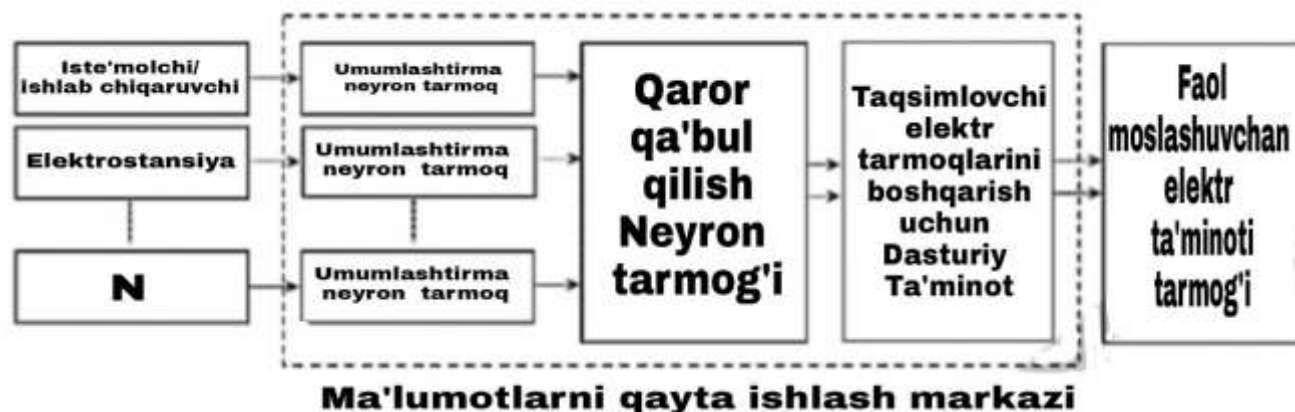 Iste'molchi/
ishlab chiqaruvchi
Umumlashtirma
neyron tarmoq
Elektrostansiya
Umumlashtirma
neyron tarmoq
N
Umumlashtirma
neyron tarmoq
Qaror
qa'bul
qilish
Neyron
tarmog'i
Taqsimlovchi
elektr
tarmoqlarini
boshqarish
uchun
Dasturiy
Ta'minot
Faol
moslashuvchan
elektr
ta'minoti
tarmog'i
Ma'lumotlarni qayta ishlash markazi